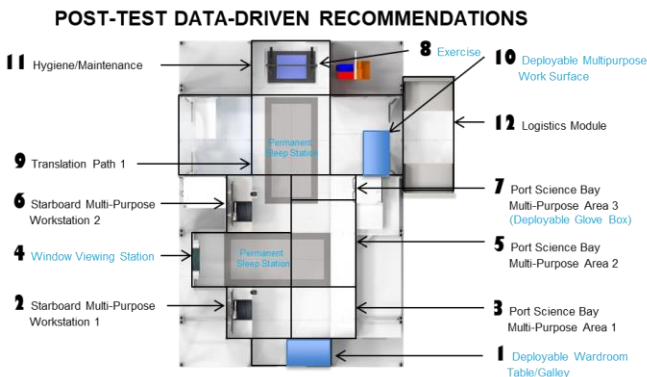 POST-TEST DATA-DRIVEN RECOMMENDATIONS
11 Hygiene/Maintenance
8 Exercise
10 Deployable Multipurpose
Work Surface
12 Logistics Module
Permanent
Sleep Station
9 Translation Path 1
7 Port Science Bay
Multi-Purpose Area 3
(Deployable Glove Box)
6 Starboard Multi-Purpose
Workstation 2
5 Port Science Bay
Multi-Purpose Area 2
4 Window Viewing Station
Permanent
Sleep Station
2 Starboard Multi-Purpose
Workstation 1
3 Port Science Bay
Multi-Purpose Area 1
1 Deployable Wardroom
Table/Galley